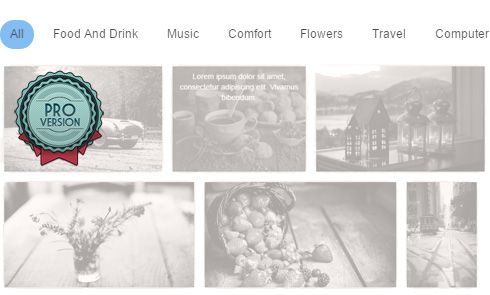 All
Food And Drink
Music
Comfort
Flowers
Travel
Computer
PRO
VERSION
Lorem ipsum dolor sit amet,
consectetur adipiscing elit. Vivamus
bibendum.